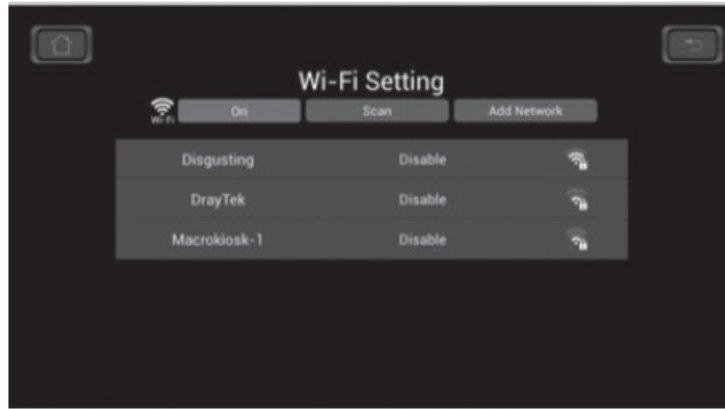 Wi-Fi Setting
Wi-Fi On Scan Add Network
Disgusting Disable
DrayTek Disable
Macrokiosk-1 Disable